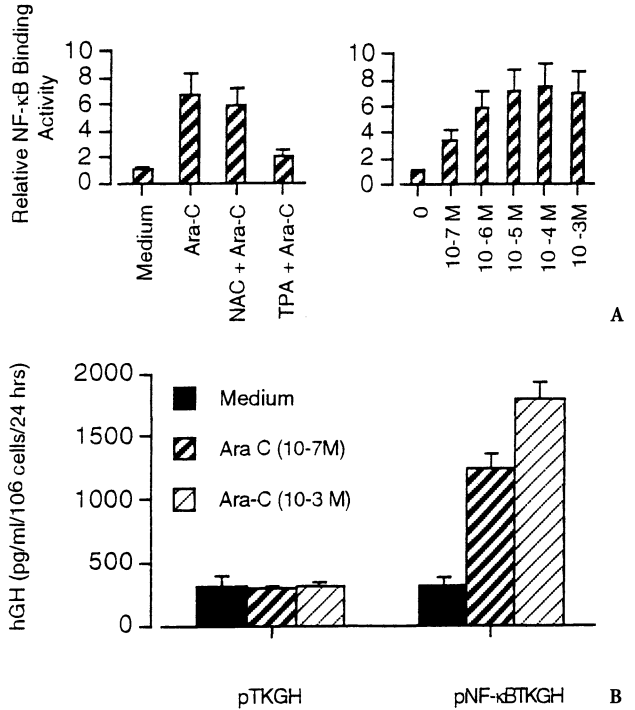 Relative NF-κB Binding
Activity
10
8
6
4
2
0
Medium
Ara-C
NAC + Ara-C
TPA + Ara-C
10
8
6
4
2
0
0
10-7 M
10 -6 M
10 -5 M
10 -4 M
10 -3M
A
hGH (pg/ml/10⁶ cells/24 hrs)
2000
1500
1000
500
0
Medium
Ara C (10-7M)
Ara-C (10-3 M)
pTKGH
pNF-κBTKGH
B